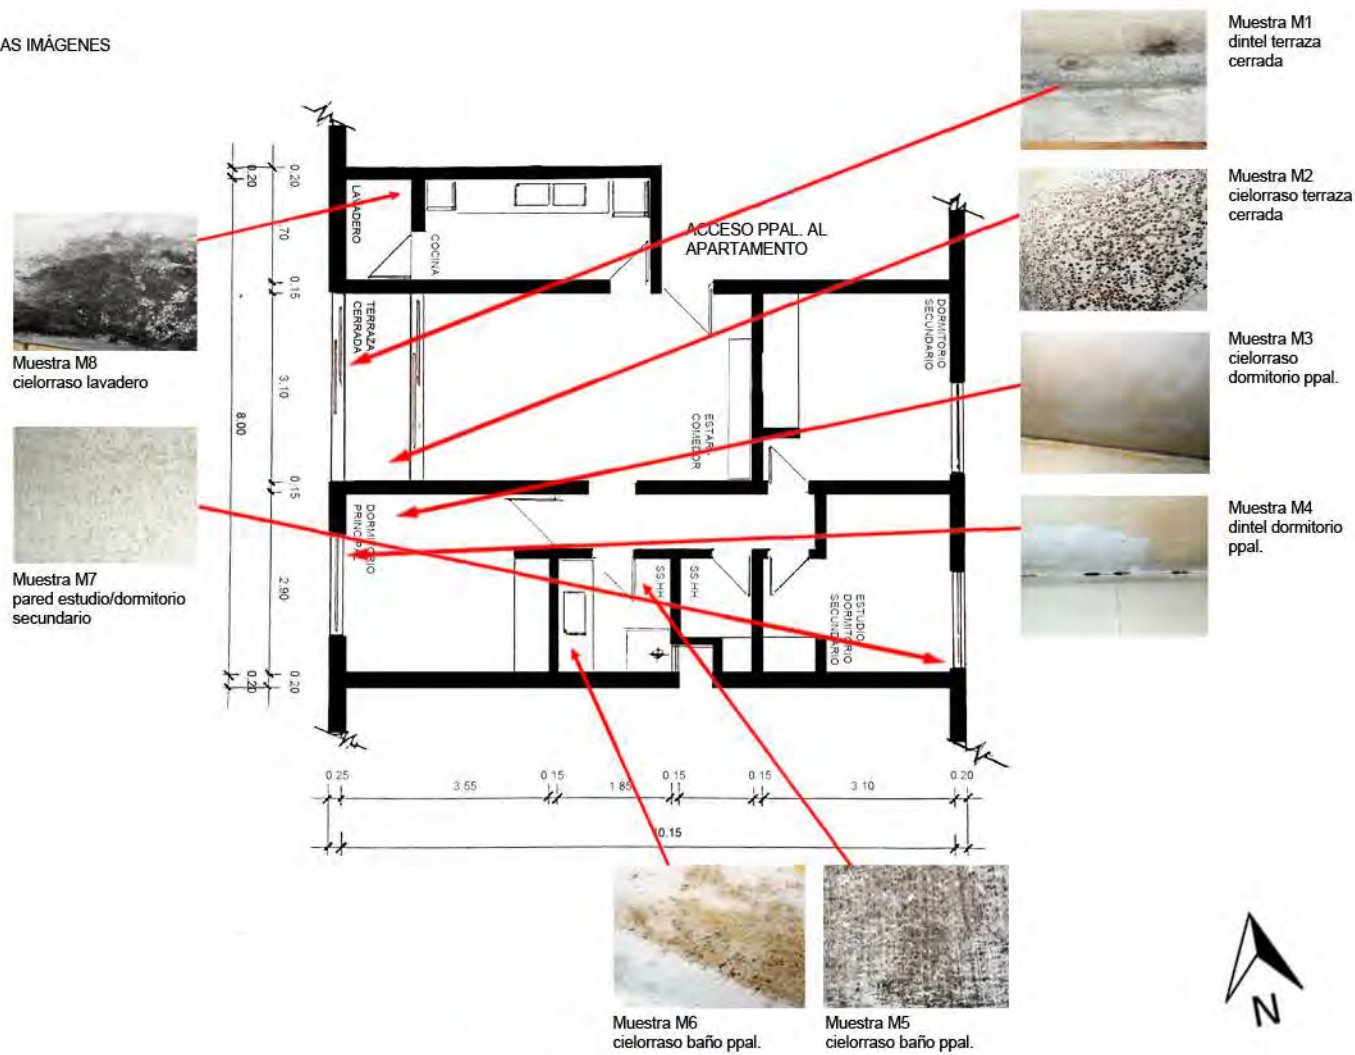 AS IMÁGENES
Muestra M1
dintel terraza
cerrada
Muestra M2
cielorraso terraza
cerrada
Muestra M3
cielorraso
dormitorio ppal.
Muestra M4
dintel dormitorio
ppal.
Muestra M8
cielorraso lavadero
Muestra M7
pared estudio/dormitorio
secundario
LAVADERO
COCINA
ACCESO PPAL. AL
APARTAMENTO
TERRAZA
CERRADA
ESTAR-
COMEDOR
DORMITORIO
SECUNDARIO
DORMITORIO
SS.HH.
SS.HH.
ESTUDIO
DORMITORIO
SECUNDARIO
0.20
0.20
.70
0.15
3.10
8.00
0.15
2.90
0.20
0.20
0.25
3.55
0.15
1.85
0.15
0.15
3.10
0.20
10.15
Muestra M6
cielorraso baño ppal.
Muestra M5
cielorraso baño ppal.
N